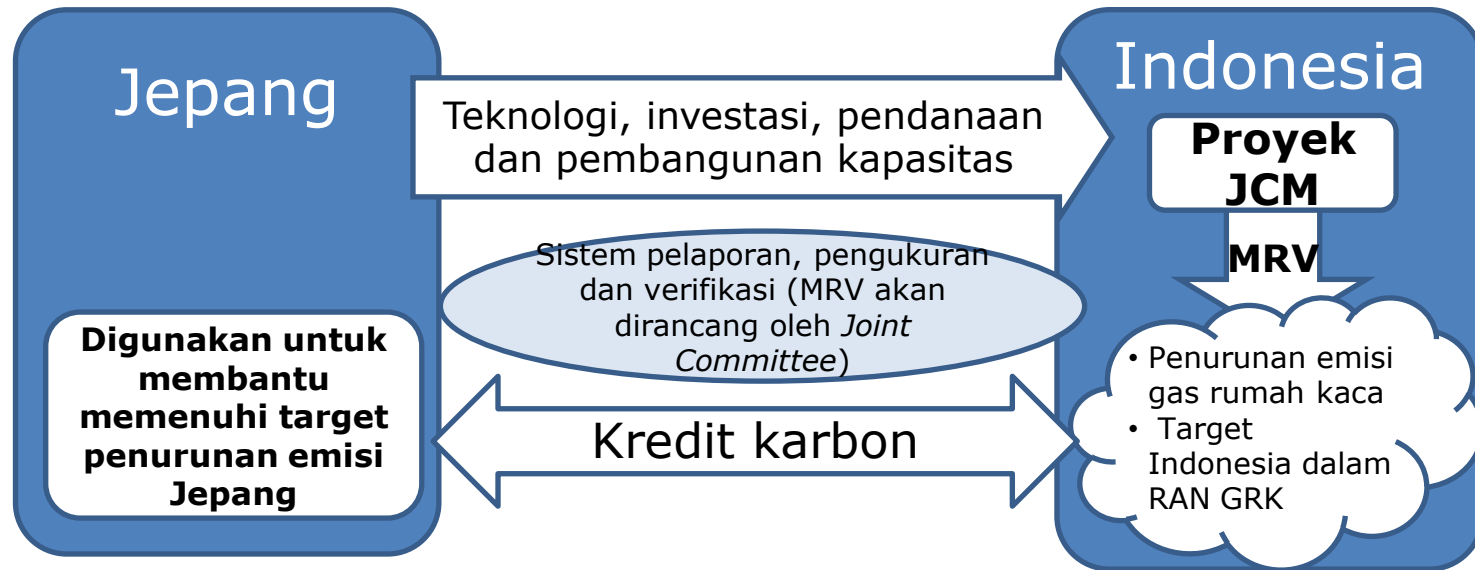 Jepang
Teknologi, investasi, pendanaan
dan pembangunan kapasitas
Indonesia
Proyek
JCM
MRV
Sistem pelaporan, pengukuran
dan verifikasi (MRV akan
dirancang oleh Joint
Committee)
Digunakan untuk
membantu
memenuhi target
penurunan emisi
Jepang
Kredit karbon
• Penurunan emisi
gas rumah kaca
• Target
Indonesia dalam
RAN GRK